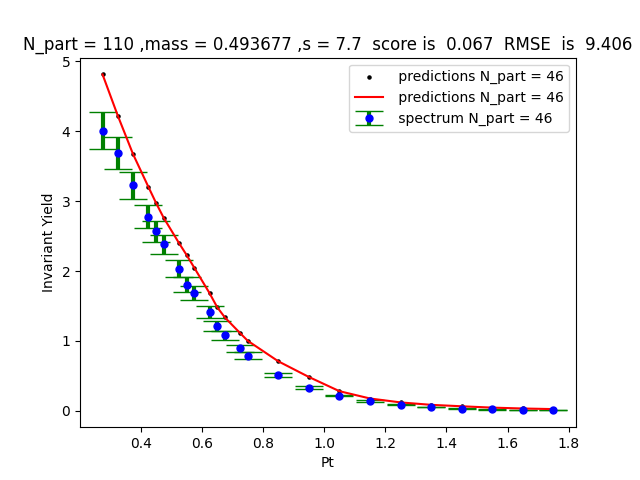 N_part = 110 ,mass = 0.493677 ,s = 7.7 score is 0.067 RMSE is 9.406
predictions N_part = 46
predictions N_part = 46
spectrum N_part = 46
Invariant Yield
5
4
3
2
1
0
0.4 0.6 0.8 1.0 1.2 1.4 1.6 1.8
Pt